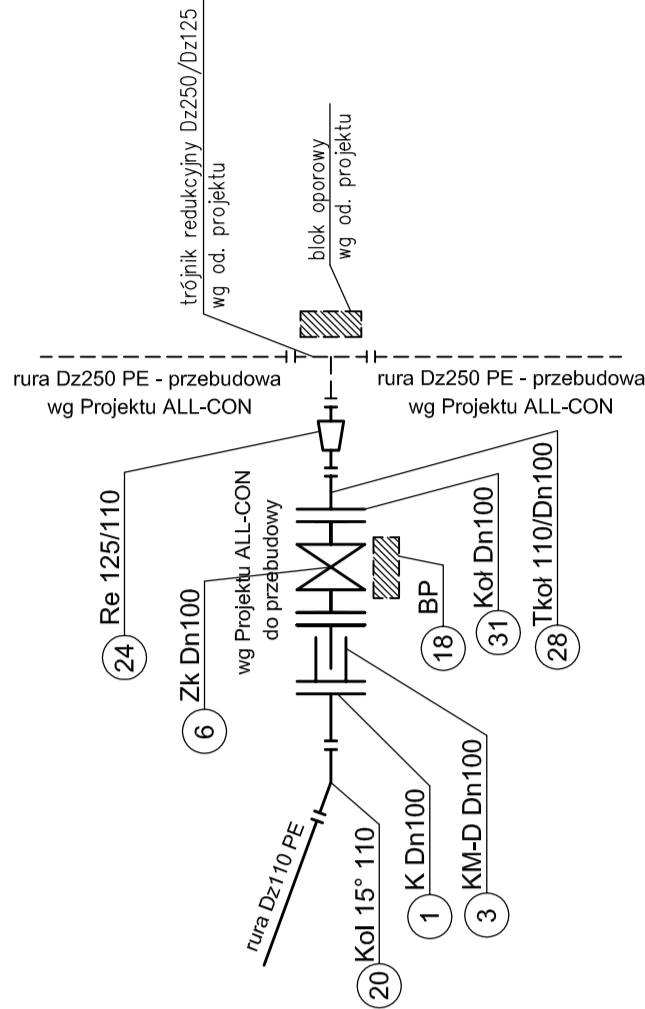 trójnik redukcyjny Dz250/Dz125
wg od. projektu
blok oporowy
wg od. projektu
rura Dz250 PE - przebudowa
wg Projektu ALL-CON
rura Dz250 PE - przebudowa
wg Projektu ALL-CON
24 Re 125/110
6 Zk Dn100
wg Projektu ALL-CON
do przebudowy
18 BP
31 Koł Dn100
28 Tkoł 110/Dn100
rura Dz110 PE
20 Kol 15° 110
1 K Dn100
3 KM-D Dn100